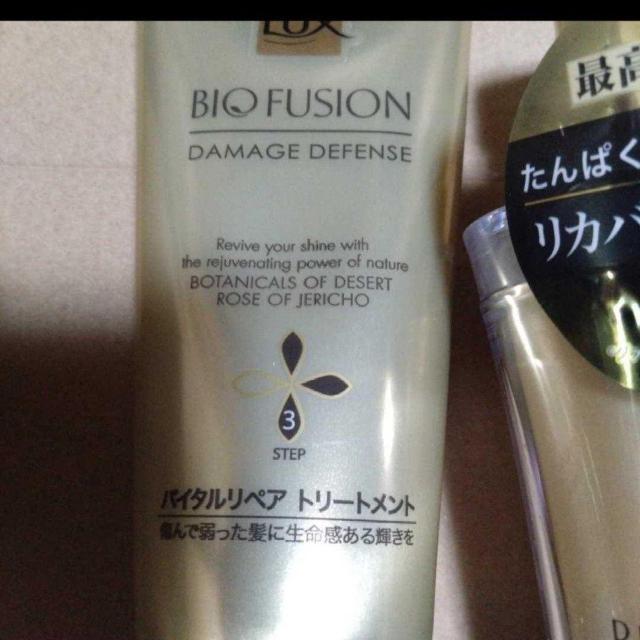 LUX
BIOFUSION
DAMAGE DEFENSE
Revive your shine with
the rejuvenating power of nature
BOTANICALS OF DESERT
ROSE OF JERICHO
3
STEP
バイタルリペア トリートメント
傷んで弱った髪に生命感ある輝きを
最高
たんぱく
リカバ
D